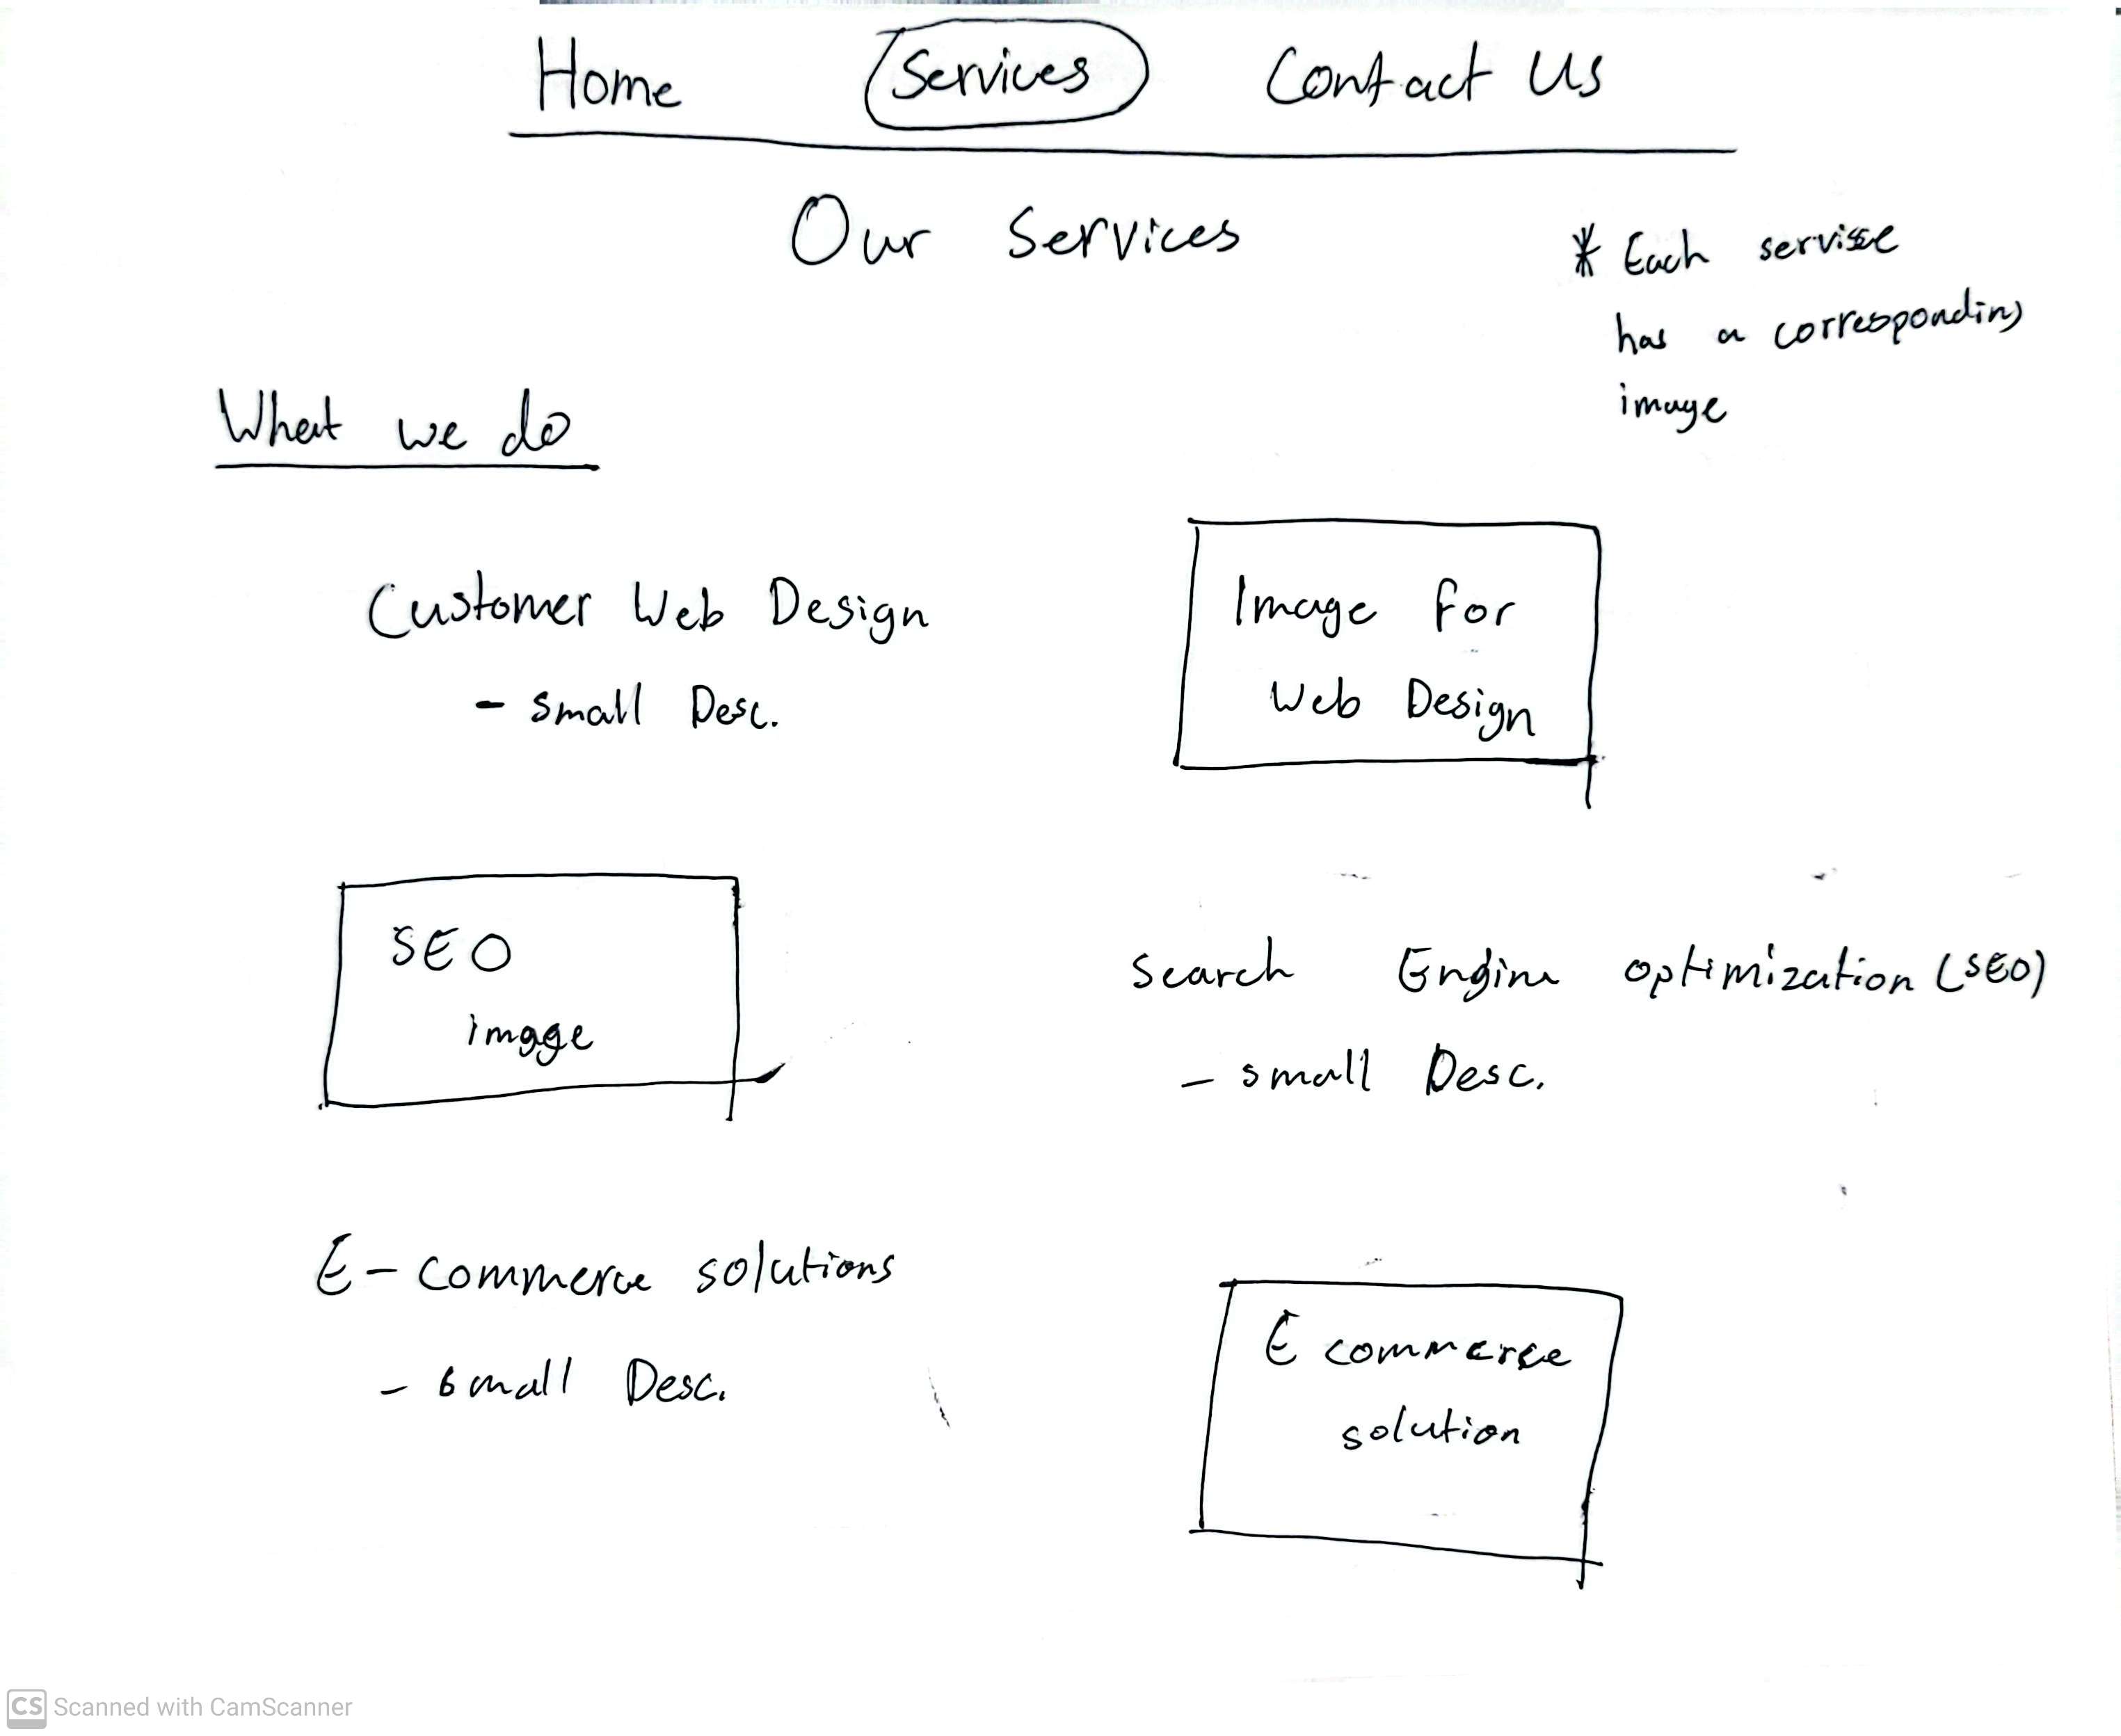 Home Services Contact Us
Our Services
* Each service
has a corresponding
image
What we do
Customer Web Design
- Small Desc.
Image For
Web Design
SEO
image
Search Engine optimization (SEO)
- small Desc.
E-commerce solutions
- small Desc.
E commerce
solution
CS Scanned with CamScanner